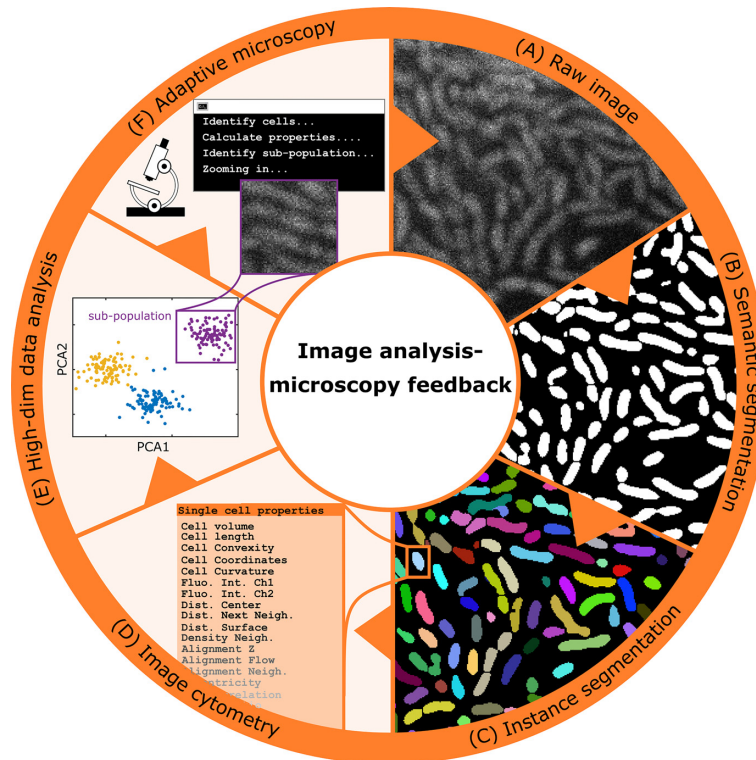 (A) Raw image
(B) Semantic segmentation
(C) Instance segmentation
(D) Image cytometry
(E) High-dim data analysis
(F) Adaptive microscopy
Identify cells...
Calculate properties....
Identify sub-population...
Zooming in...
sub-population
PCA2
PCA1
Image analysis-
microscopy feedback
Single cell properties
Cell volume
Cell length
Cell Convexity
Cell Coordinates
Cell Curvature
Fluo. Int. Ch1
Fluo. Int. Ch2
Dist. Center
Dist. Next Neigh.
Dist. Surface
Density Neigh.
Alignment Z
Alignment Flow
Alignment Neigh.